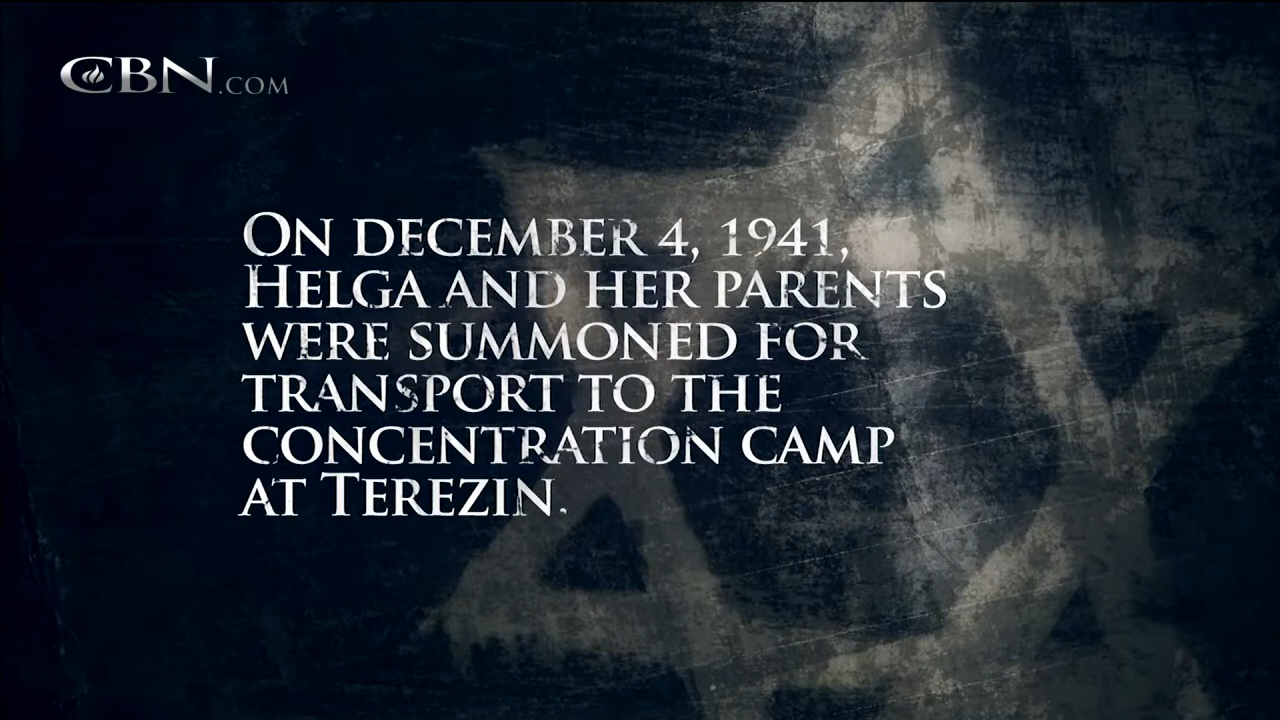 CBN.COM
ON DECEMBER 4, 1941,
HELGA AND HER PARENTS
WERE SUMMONED FOR
TRANSPORT TO THE
CONCENTRATION CAMP
AT TEREZIN.